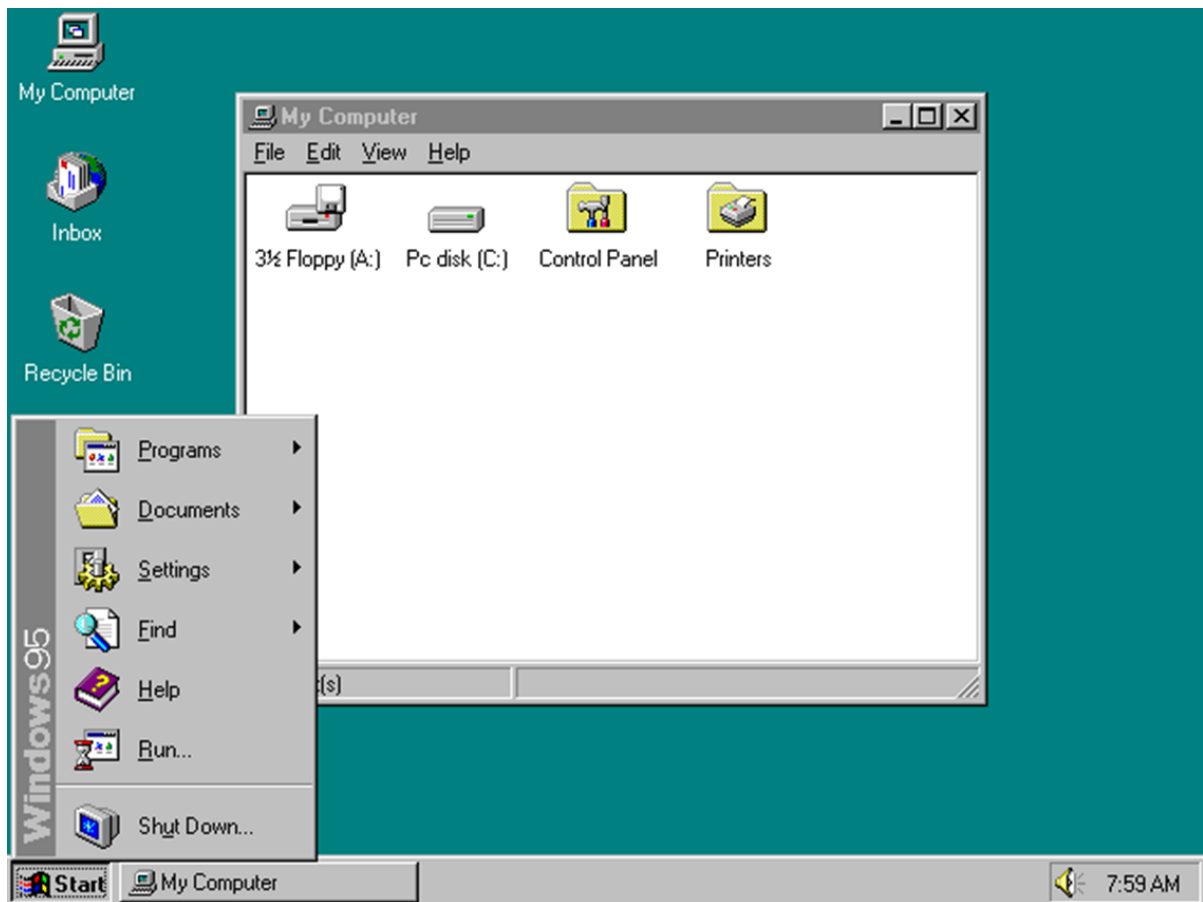 My Computer
Inbox
Recycle Bin
My Computer
File Edit View Help
3½ Floppy (A:) Pc disk (C:) Control Panel Printers
t(s)
Programs
Documents
Settings
Find
Help
Run...
Shut Down...
Windows95
Start My Computer 7:59 AM